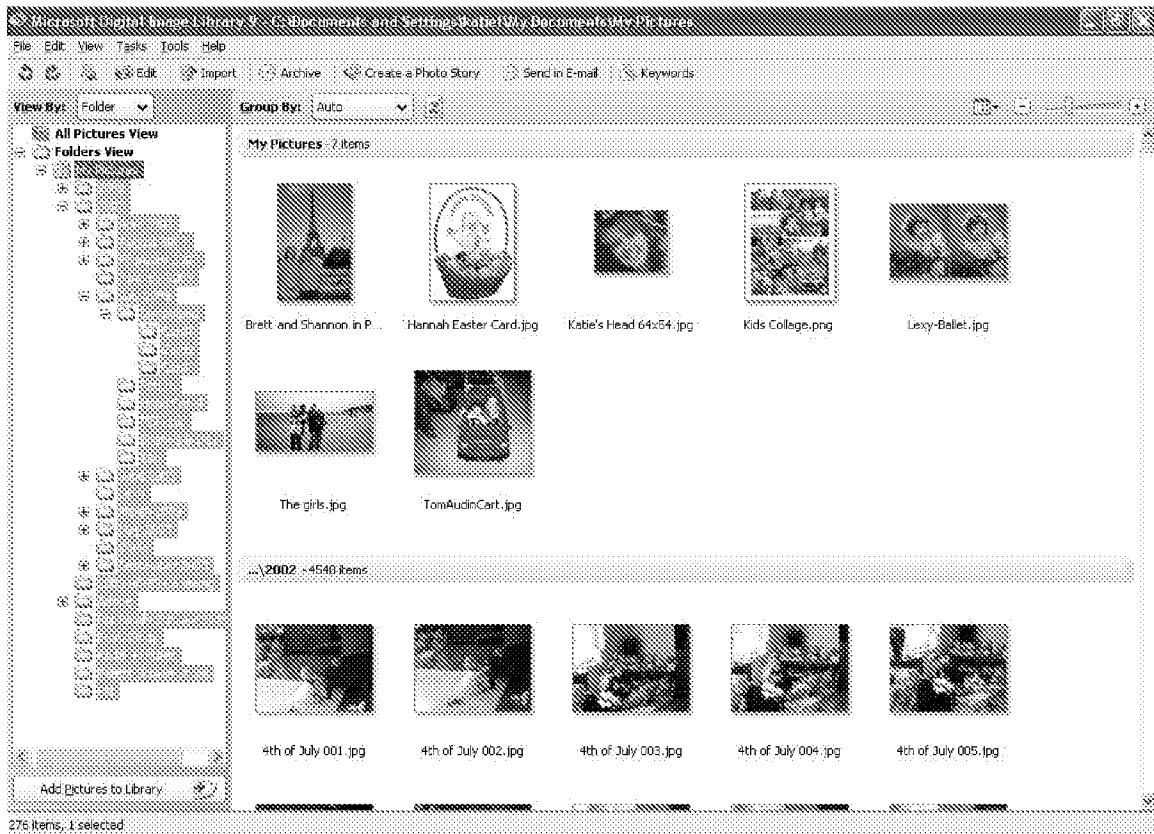 Microsoft Digital Image Library 9 - C:\Documents and Settings\katiel\My Documents\My Pictures
File Edit View Tasks Tools Help
Edit Import Archive Create a Photo Story Send in E-mail Keywords
View By: Folder Group By: Auto
All Pictures View
Folders View
My Pictures - 7 items
Brett and Shannon in P... Hannah Easter Card.jpg Katie's Head 64x64.jpg Kids Collage.png Lexy-Ballet.jpg
The girls.jpg TomAudinCart.jpg
...\2002 - 4548 items
4th of July 001.jpg 4th of July 002.jpg 4th of July 003.jpg 4th of July 004.jpg 4th of July 005.jpg
Add Pictures to Library
276 items, 1 selected